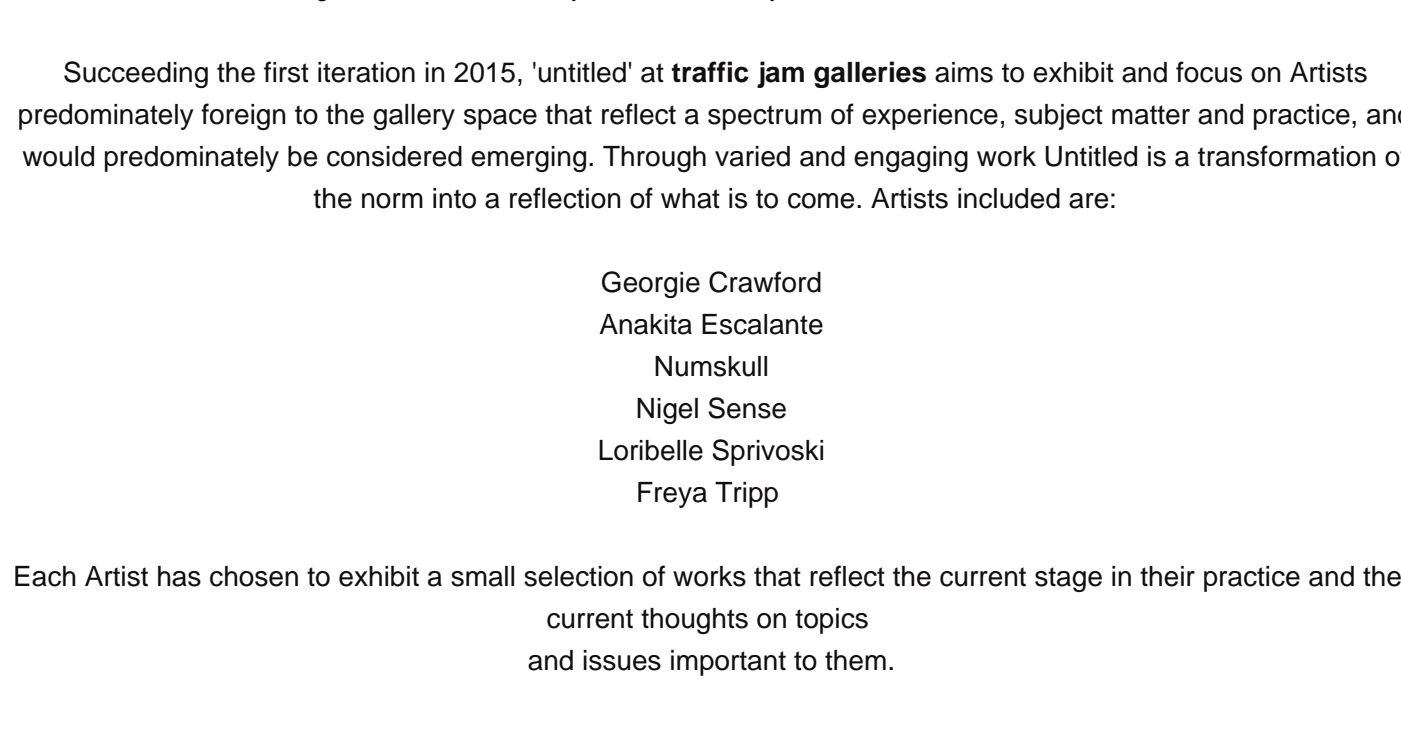 Succeeding the first iteration in 2015, 'untitled' at traffic jam galleries aims to exhibit and focus on Artists
predominately foreign to the gallery space that reflect a spectrum of experience, subject matter and practice, and
would predominately be considered emerging. Through varied and engaging work Untitled is a transformation of
the norm into a reflection of what is to come. Artists included are:
Georgie Crawford
Anakita Escalante
Numskull
Nigel Sense
Loribelle Sprivoski
Freya Tripp
Each Artist has chosen to exhibit a small selection of works that reflect the current stage in their practice and the
current thoughts on topics
and issues important to them.